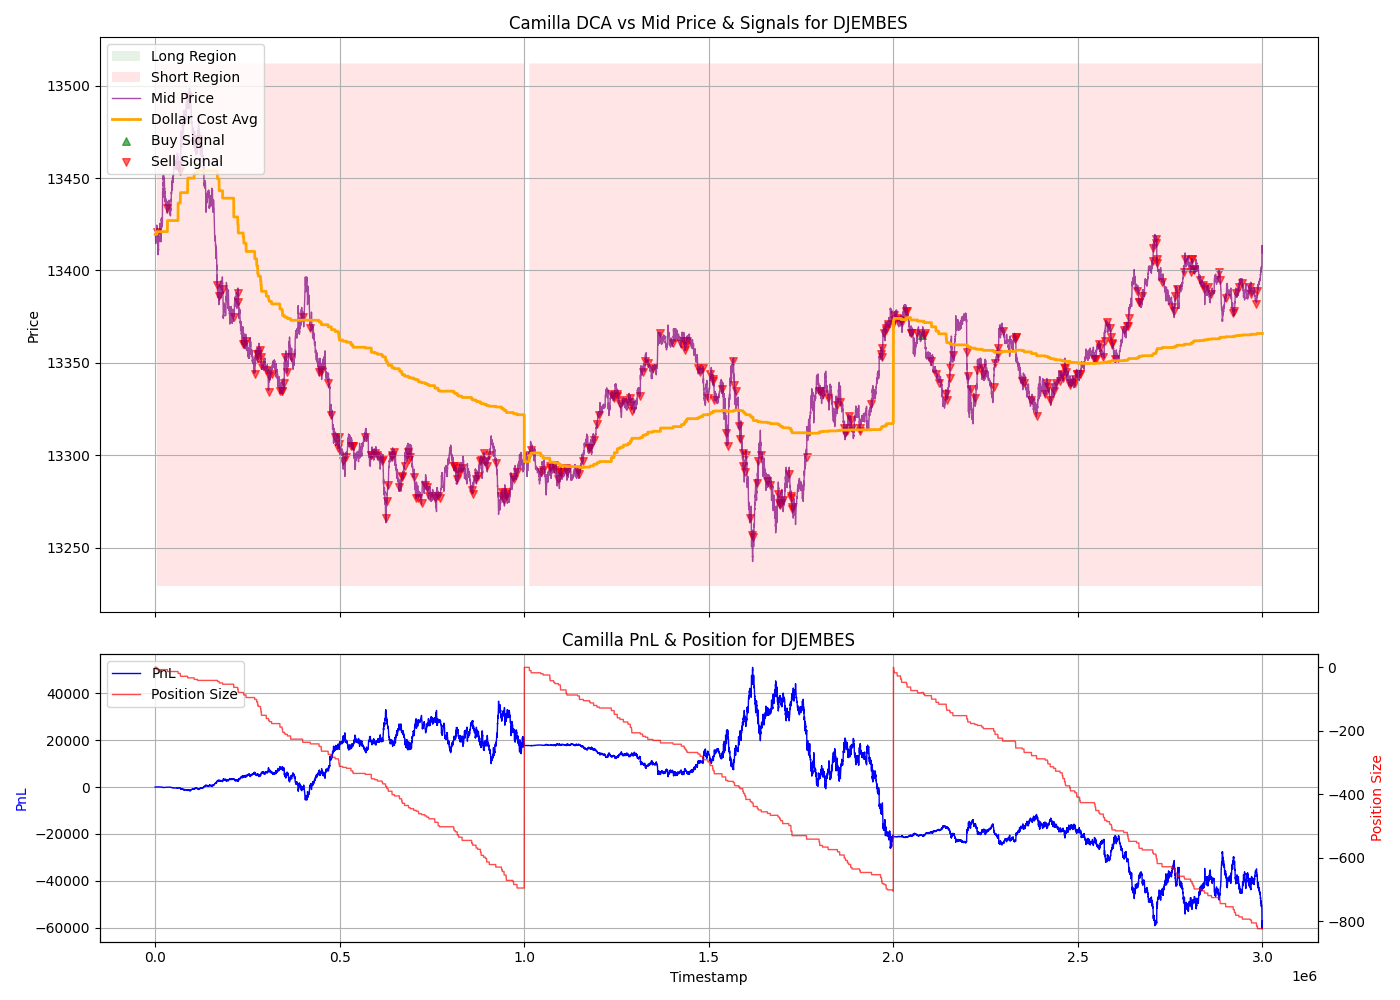 Camilla DCA vs Mid Price & Signals for DJEMBES
Long Region
Short Region
Mid Price
Dollar Cost Avg
Buy Signal
Sell Signal
13500
13450
13400
13350
13300
13250
Price
Camilla PnL & Position for DJEMBES
PnL
Position Size
40000
20000
0
−20000
−40000
−60000
PnL
0
−200
−400
−600
−800
Position Size
0.0
0.5
1.0
1.5
2.0
2.5
3.0
Timestamp
1e6